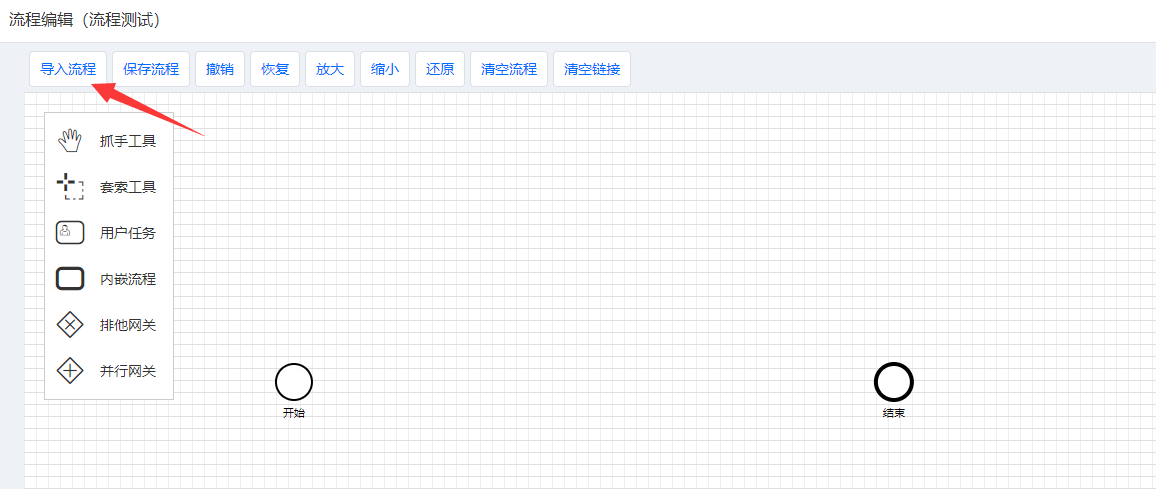 流程编辑（流程测试）
导入流程 保存流程 撤销 恢复 放大 缩小 还原 清空流程 清空链接
抓手工具
套索工具
用户任务
内嵌流程
排他网关
并行网关
开始 结束